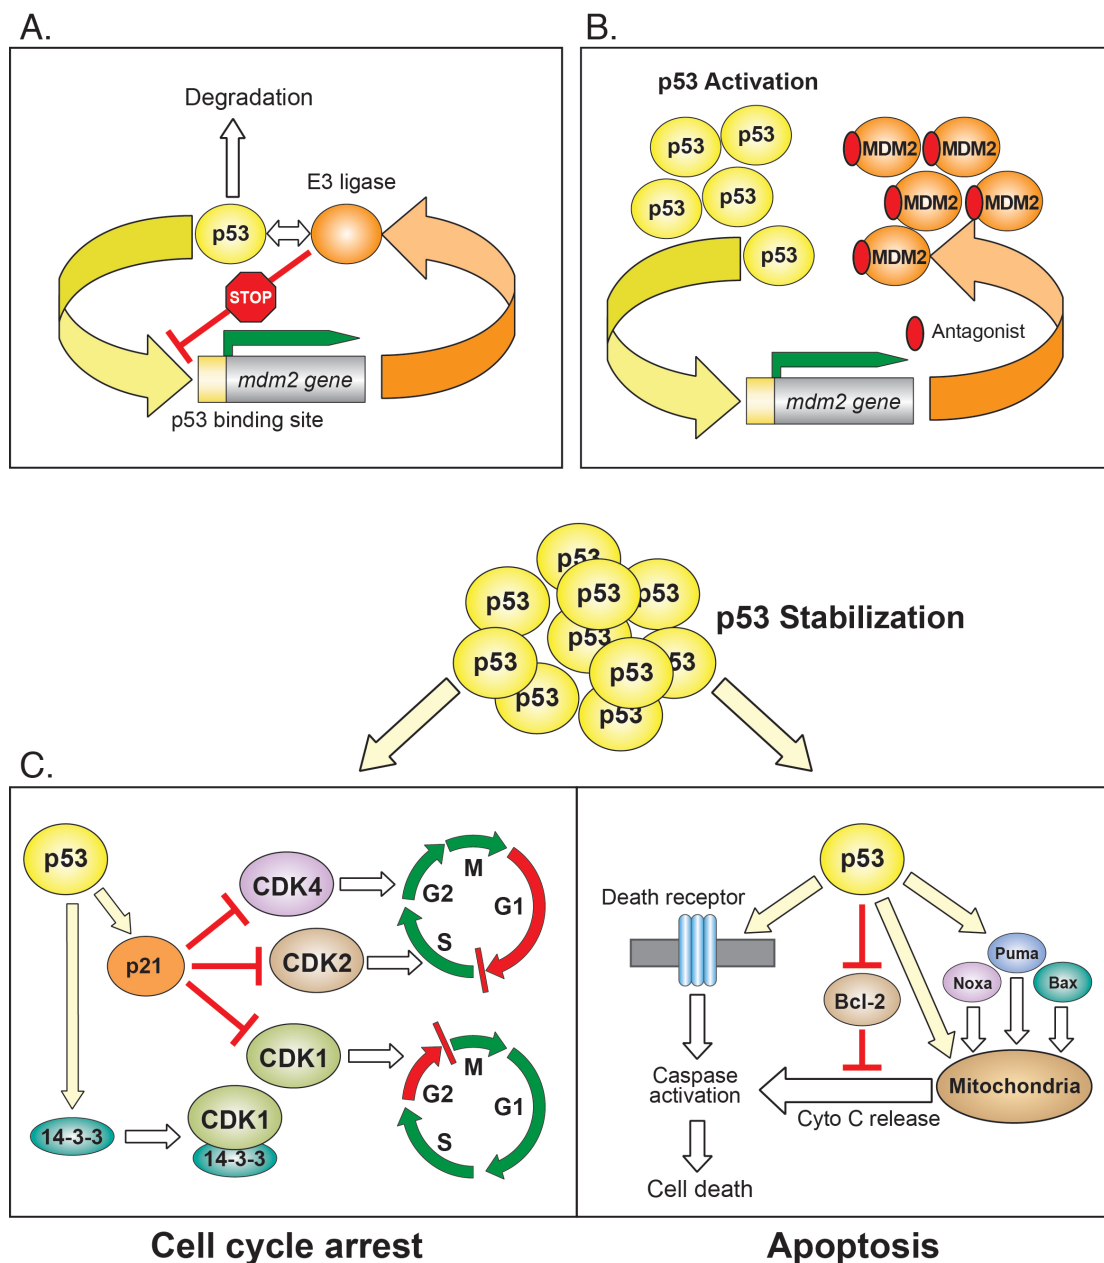 A.
Degradation
E3 ligase
p53
STOP
mdm2 gene
p53 binding site
B.
p53 Activation
p53
p53
p53
p53
p53
MDM2
MDM2
MDM2
MDM2
MDM2
Antagonist
mdm2 gene
p53
p53
p53
p53
p53
p53
p53
53
p53
p53
p53 Stabilization
C.
p53
p21
14-3-3
CDK4
CDK2
CDK1
CDK1
14-3-3
M
G2
G1
S
M
G2
G1
S
Cell cycle arrest
p53
Death receptor
Puma
Noxa
Bax
Bcl-2
Mitochondria
Caspase
activation
Cyto C release
Cell death
Apoptosis